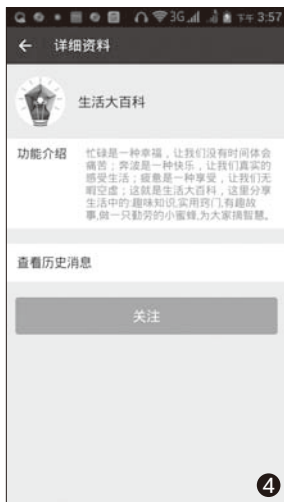 3G 下午 3:57
← 详细资料
生活大百科
功能介绍 忙碌是一种幸福，让我们没有时间体会
痛苦；奔波是一种快乐，让我们真实的
感受生活；疲惫是一种享受，让我们无
暇空虚；这就是生活大百科，这里分享
生活中的:趣味知识,实用窍门,有趣故
事,做一只勤劳的小蜜蜂,为大家搞智慧。
查看历史消息
关注
4